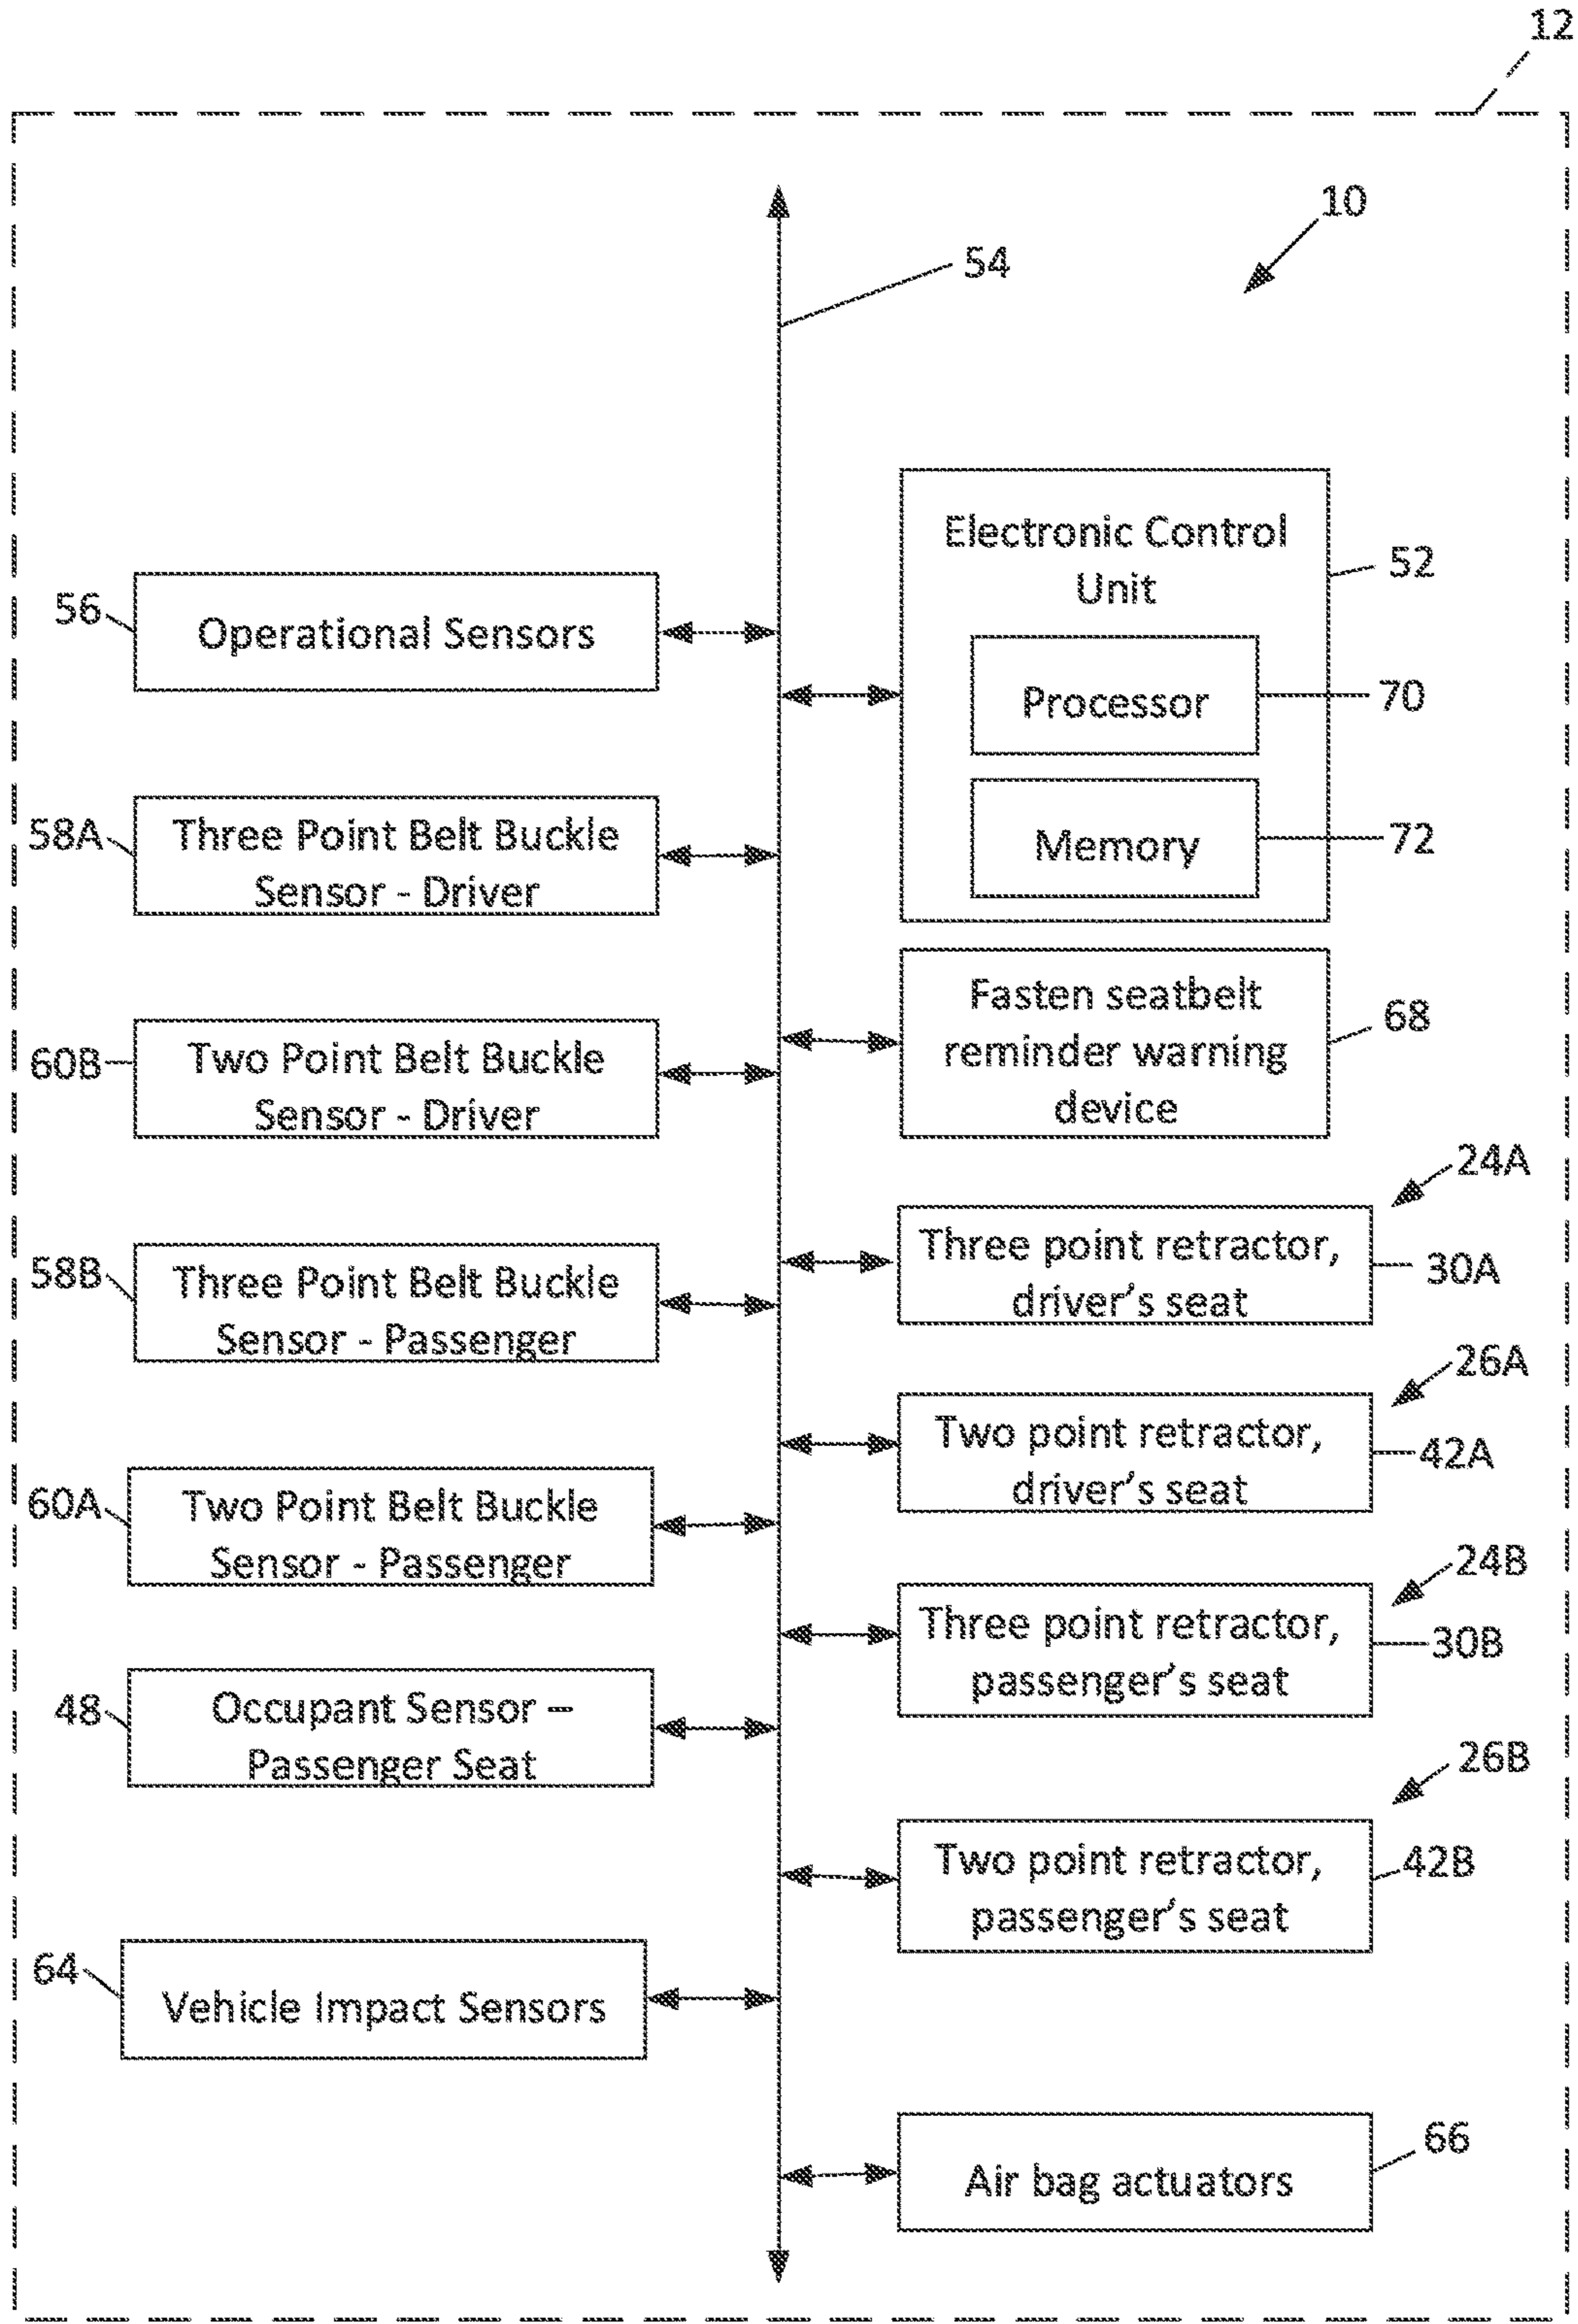 12
10
54
Electronic Control
Unit
52
Processor
70
Memory
72
56
Operational Sensors
58A
Three Point Belt Buckle
Sensor - Driver
Fasten seatbelt
reminder warning
device
68
60B
Two Point Belt Buckle
Sensor - Driver
24A
Three point retractor,
driver's seat
30A
58B
Three Point Belt Buckle
Sensor - Passenger
26A
Two point retractor,
driver's seat
42A
60A
Two Point Belt Buckle
Sensor - Passenger
24B
Three point retractor,
passenger's seat
30B
48
Occupant Sensor –
Passenger Seat
26B
Two point retractor,
passenger's seat
42B
64
Vehicle Impact Sensors
66
Air bag actuators